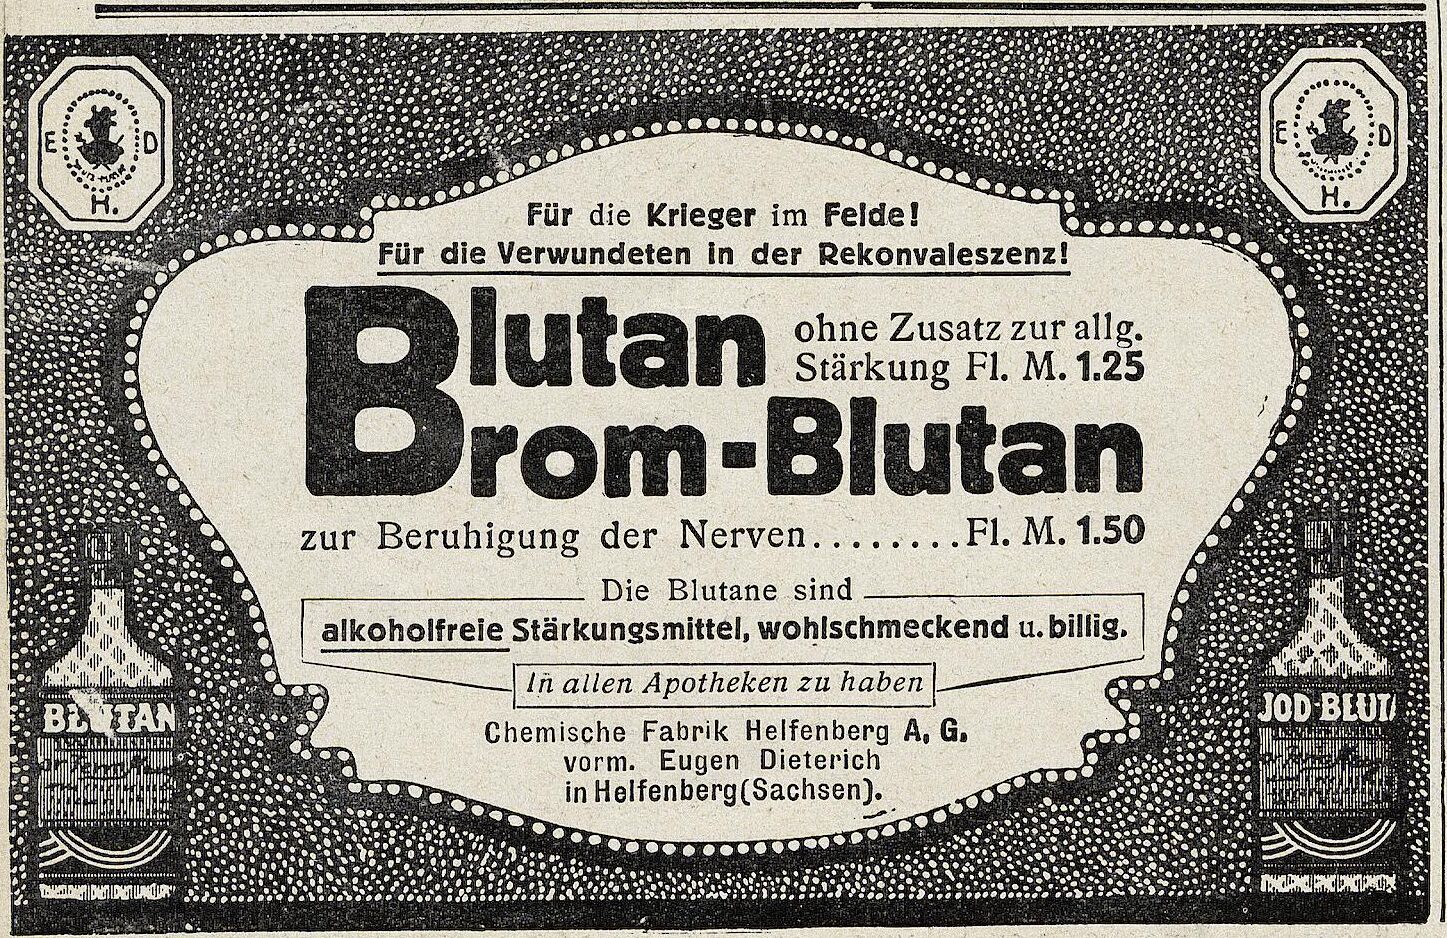 E D
H.
E D
H.
Für die Krieger im Felde!
Für die Verwundeten in der Rekonvaleszenz!
Blutan ohne Zusatz zur allg.
Stärkung Fl. M. 1.25
Brom-Blutan
zur Beruhigung der Nerven........Fl. M. 1.50
Die Blutane sind
alkoholfreie Stärkungsmittel, wohlschmeckend u. billig.
In allen Apotheken zu haben
Chemische Fabrik Helfenberg A. G.
vorm. Eugen Dieterich
in Helfenberg (Sachsen).
BLUTAN
JOD-BLUT